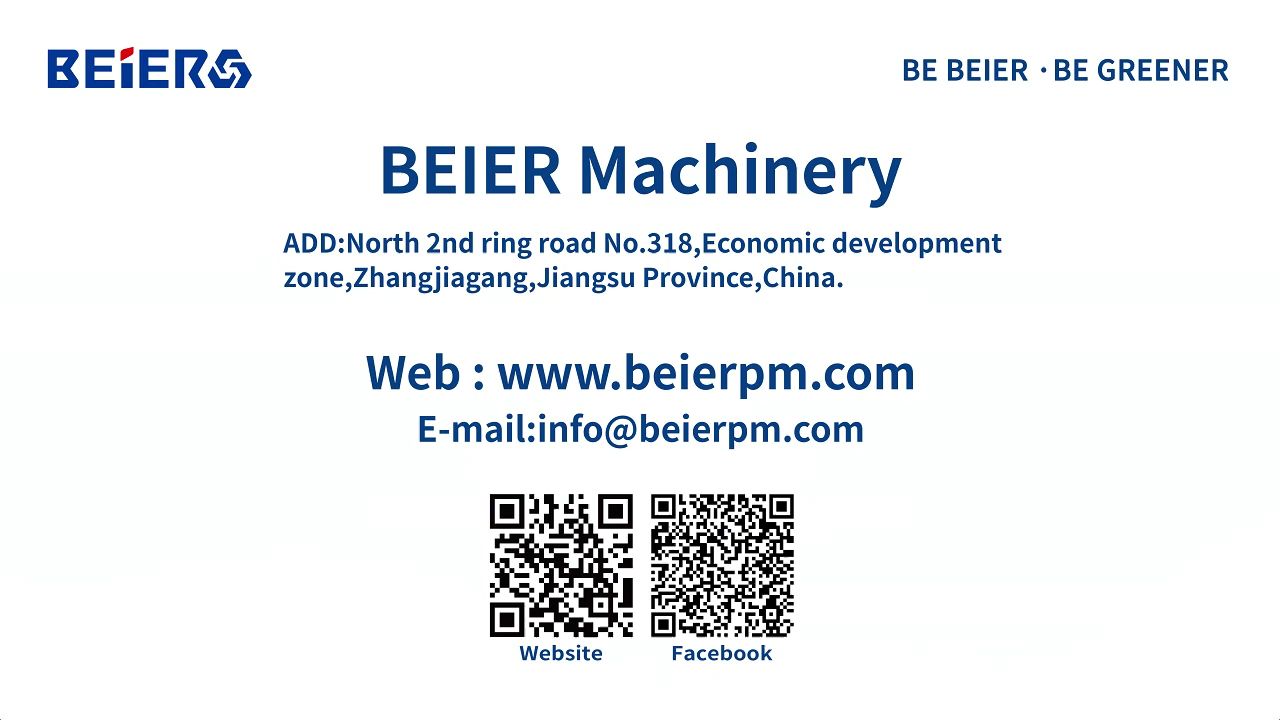 BEiER
BE BEIER ·BE GREENER
BEIER Machinery
ADD:North 2nd ring road No.318,Economic development
zone,Zhangjiagang,Jiangsu Province,China.
Web : www.beierpm.com
E-mail:info@beierpm.com
Website
Facebook